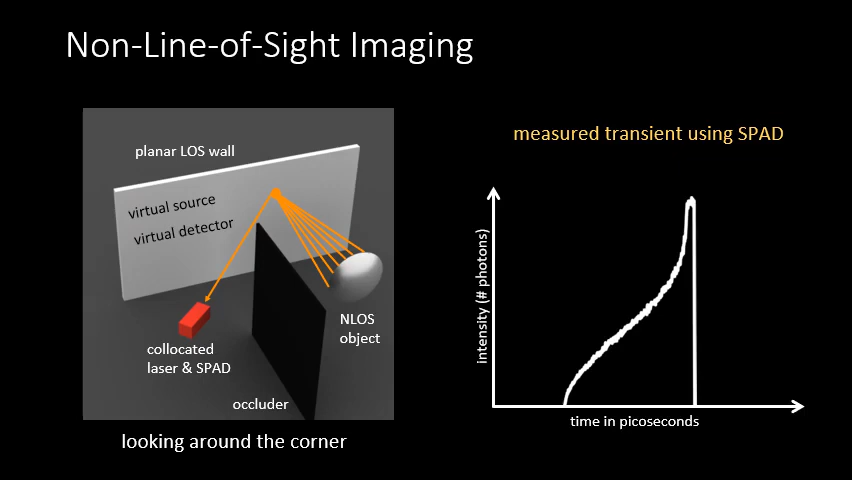 Non-Line-of-Sight Imaging
planar LOS wall
virtual source
virtual detector
NLOS
object
collocated
laser & SPAD
occluder
looking around the corner
measured transient using SPAD
intensity (# photons)
time in picoseconds